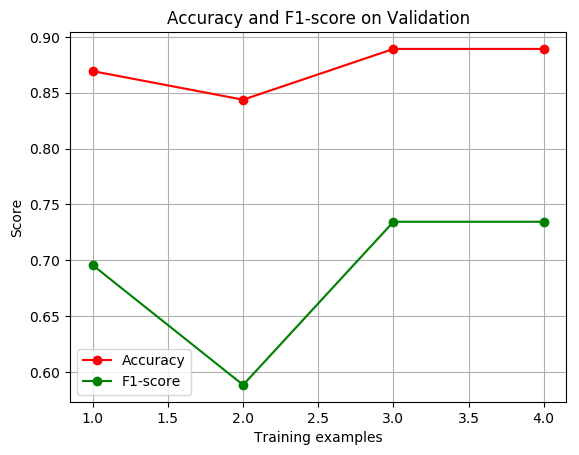 Accuracy and F1-score on Validation
0.90
0.85
0.80
0.75
0.70
0.65
0.60
Score
Accuracy
F1-score
1.0 1.5 2.0 2.5 3.0 3.5 4.0
Training examples